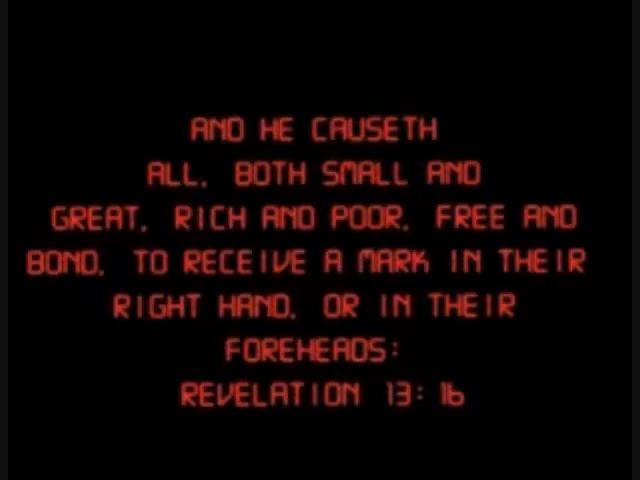 AND HE CAUSETH
ALL, BOTH SMALL AND
GREAT, RICH AND POOR, FREE AND
BOND, TO RECEIVE A MARK IN THEIR
RIGHT HAND, OR IN THEIR
FOREHEADS:
REVELATION 13: 16